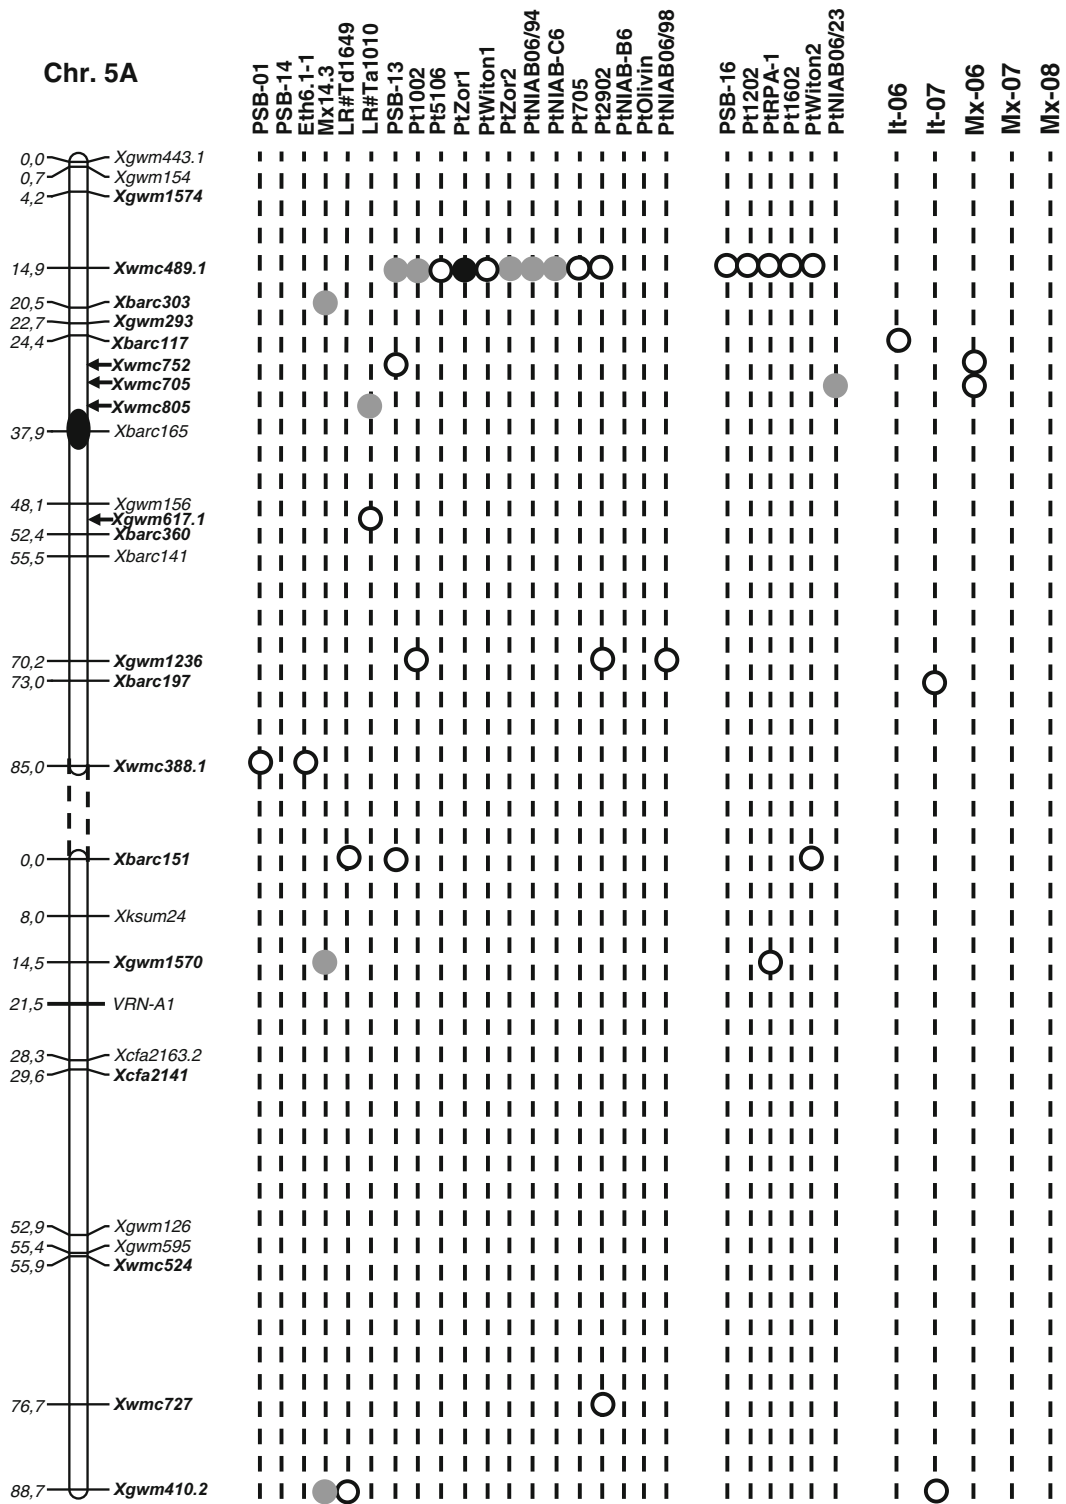 Chr. 5A
PSB-01
PSB-14
Eth6.1-1
Mx14.3
LR#Td1649
LR#Ta1010
PSB-13
Pt1002
Pt5106
PtZor1
PtWiton1
PtZor2
PtNIAB06/94
PtNIAB-C6
Pt705
Pt2902
PtNIAB-B6
PtOlivin
PtNIAB06/98
PSB-16
Pt1202
PtRPA-1
Pt1602
PtWiton2
PtNIAB06/23
It-06
It-07
Mx-06
Mx-07
Mx-08
0,0 Xgwm443.1
0,7 Xgwm154
4,2 Xgwm1574
14,9 Xwmc489.1
20,5 Xbarc303
22,7 Xgwm293
24,4 Xbarc117
Xwmc752
Xwmc705
Xwmc805
37,9 Xbarc165
48,1 Xgwm156
Xgwm617.1
52,4 Xbarc360
55,5 Xbarc141
70,2 Xgwm1236
73,0 Xbarc197
85,0 Xwmc388.1
0,0 Xbarc151
8,0 Xksum24
14,5 Xgwm1570
21,5 VRN-A1
28,3 Xcfa2163.2
29,6 Xcfa2141
52,9 Xgwm126
55,4 Xgwm595
55,9 Xwmc524
76,7 Xwmc727
88,7 Xgwm410.2